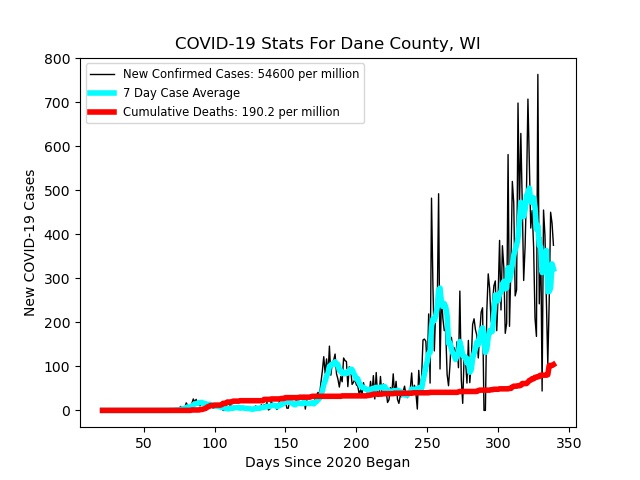 COVID-19 Stats For Dane County, WI
New Confirmed Cases: 54600 per million
7 Day Case Average
Cumulative Deaths: 190.2 per million
New COVID-19 Cases
800
700
600
500
400
300
200
100
0
50 100 150 200 250 300 350
Days Since 2020 Began